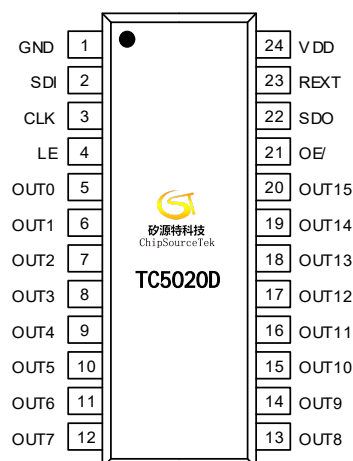 GND 1 24 VDD
SDI 2 23 REXT
CLK 3 22 SDO
LE 4 21 OE/
OUT0 5 20 OUT15
OUT1 6 19 OUT14
OUT2 7 18 OUT13
OUT3 8 17 OUT12
OUT4 9 16 OUT11
OUT5 10 15 OUT10
OUT6 11 14 OUT9
OUT7 12 13 OUT8
CST
矽源特科技
ChipSourceTek
TC5020D